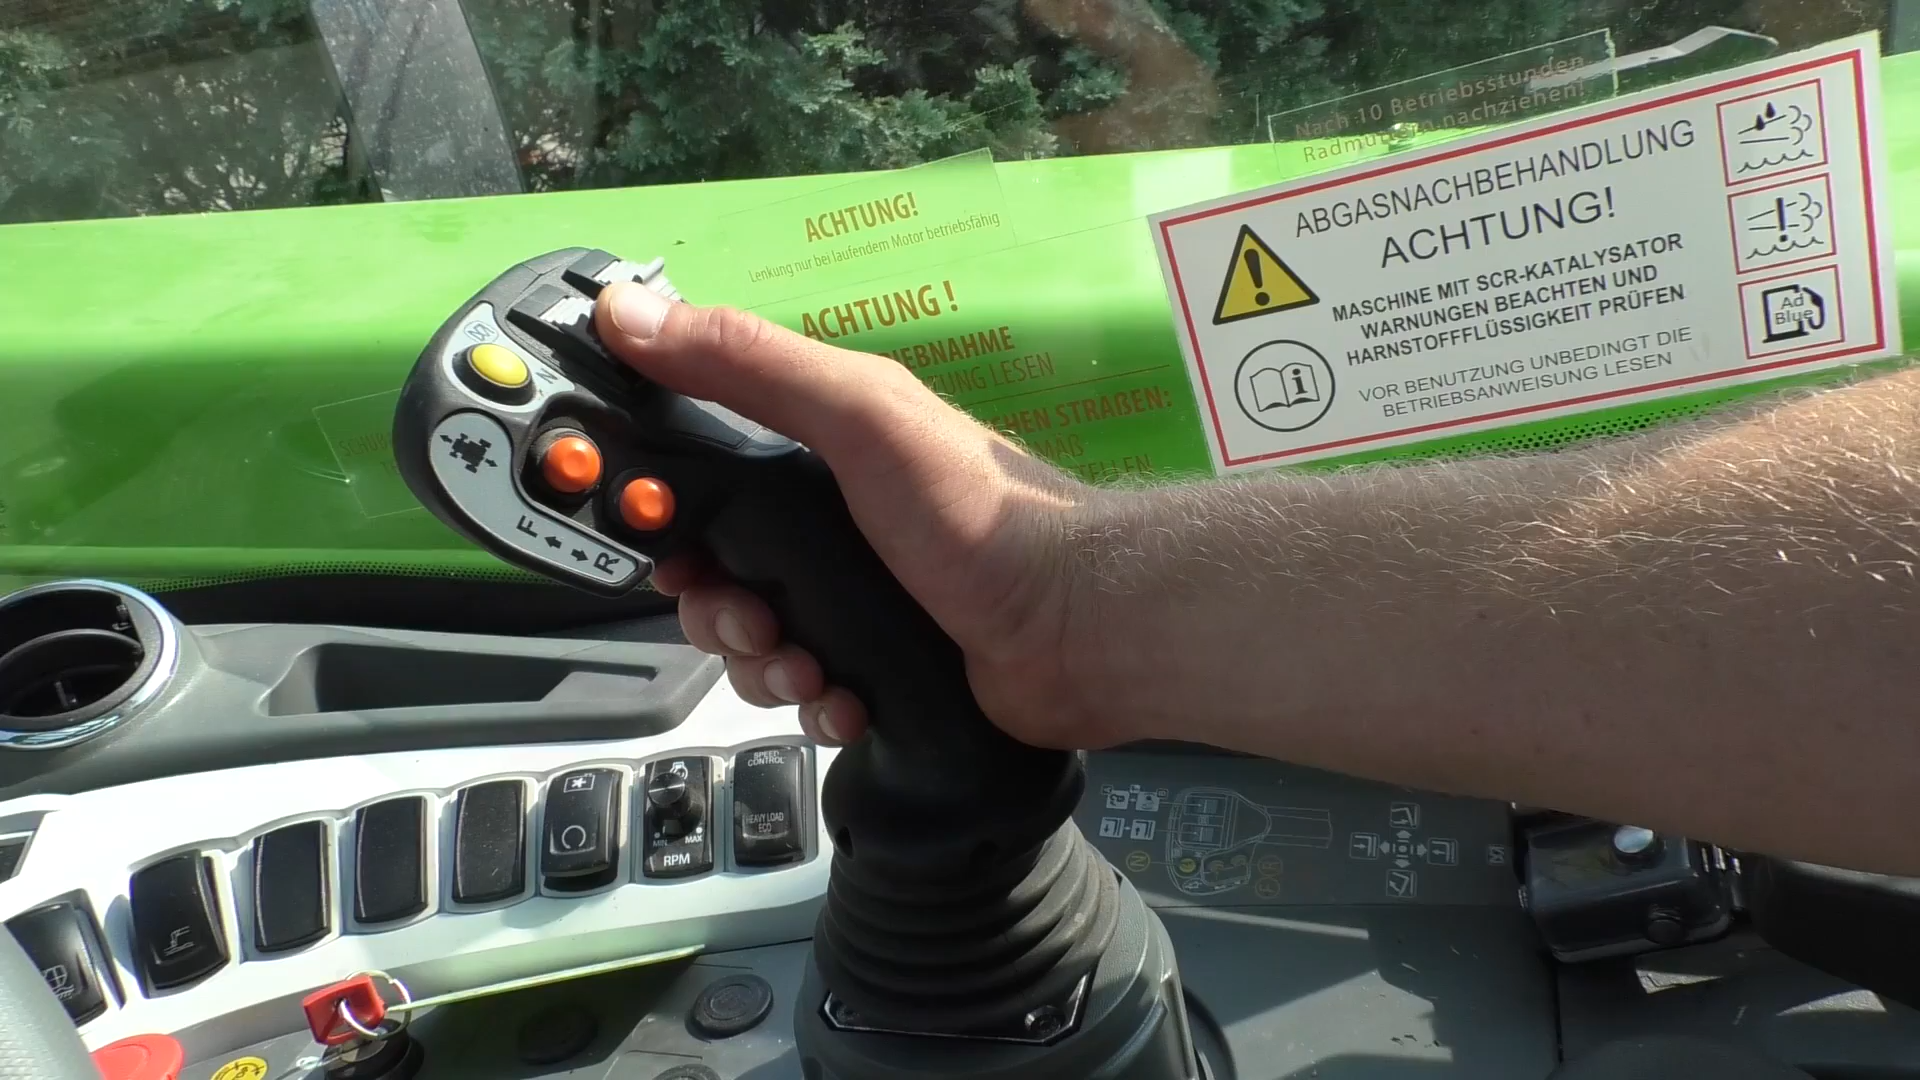 Nach 10 Betriebsstunden
Radmuttern nachziehen!
ACHTUNG!
Lenkung nur bei laufendem Motor betriebsfähig
ACHTUNG!
LESEN
STRAßEN:
ABGASNACHBEHANDLUNG
ACHTUNG!
MASCHINE MIT SCR-KATALYSATOR
WARNUNGEN BEACHTEN UND
HARNSTOFFFLÜSSIGKEIT PRÜFEN
VOR BENUTZUNG UNBEDINGT DIE
BETRIEBSANWEISUNG LESEN
Ad
Blue
N
F
R
SPEED
CONTROL
HEAVY LOAD
ECO
MIN
MAX
RPM
N
F
R